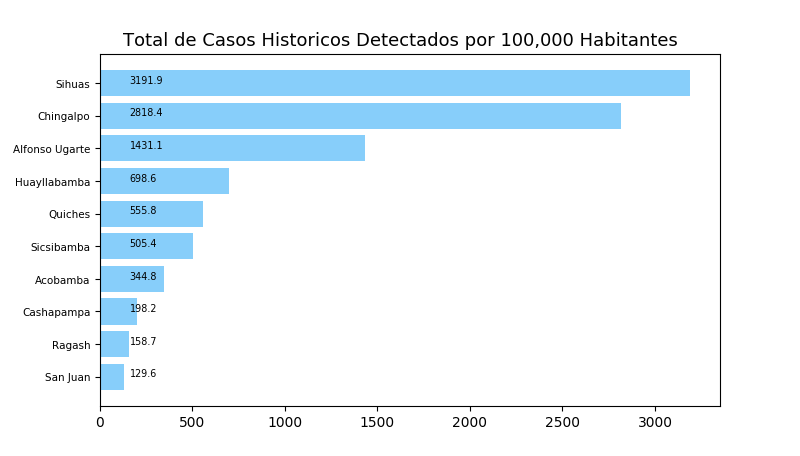 Total de Casos Historicos Detectados por 100,000 Habitantes
Sihuas 3191.9
Chingalpo 2818.4
Alfonso Ugarte 1431.1
Huayllabamba 698.6
Quiches 555.8
Sicsibamba 505.4
Acobamba 344.8
Cashapampa 198.2
Ragash 158.7
San Juan 129.6
0 500 1000 1500 2000 2500 3000